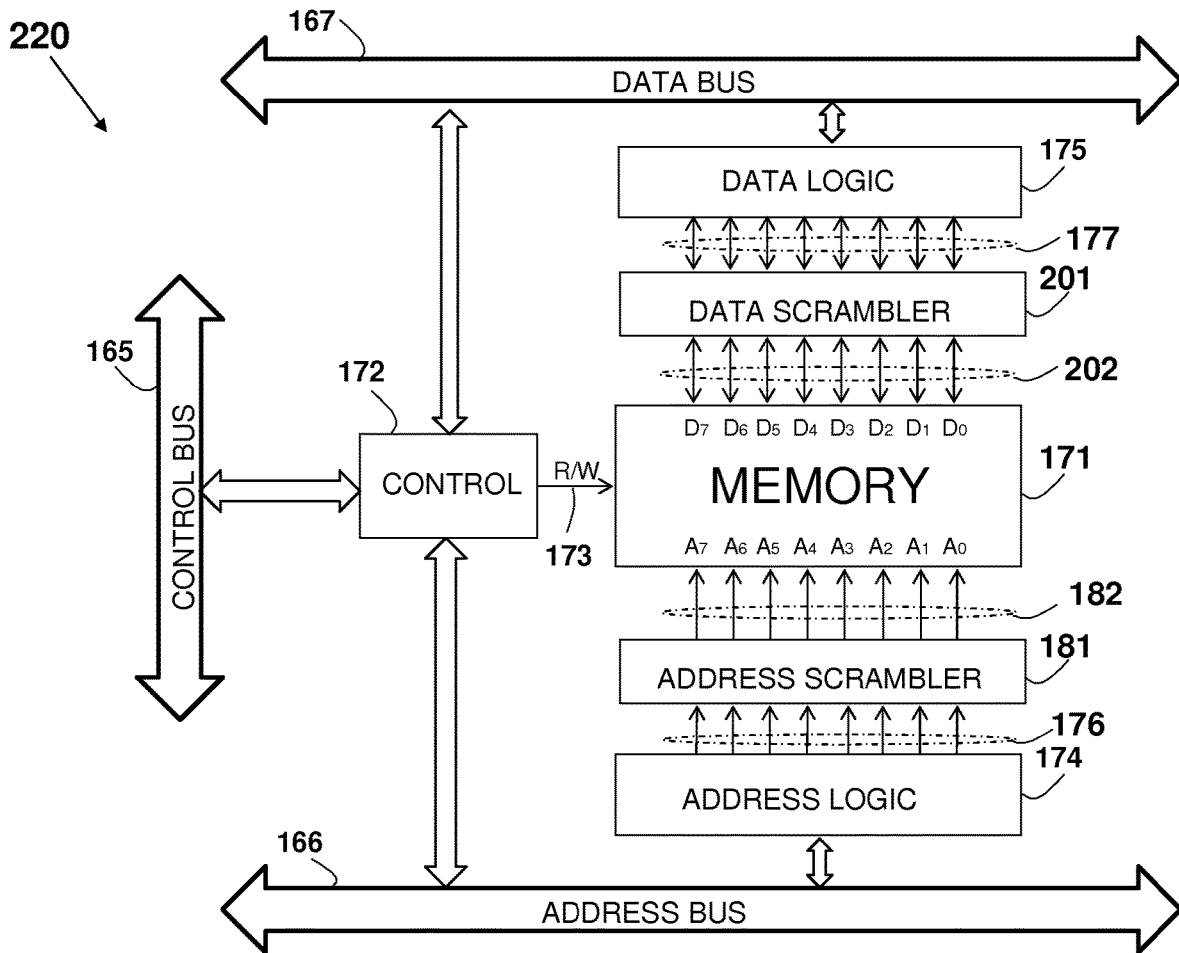 220
167
DATA BUS
DATA LOGIC
175
177
DATA SCRAMBLER
201
202
165
CONTROL BUS
172
CONTROL
R/W
173
D7 D6 D5 D4 D3 D2 D1 D0
MEMORY
171
A7 A6 A5 A4 A3 A2 A1 A0
182
ADDRESS SCRAMBLER
181
176
ADDRESS LOGIC
174
166
ADDRESS BUS